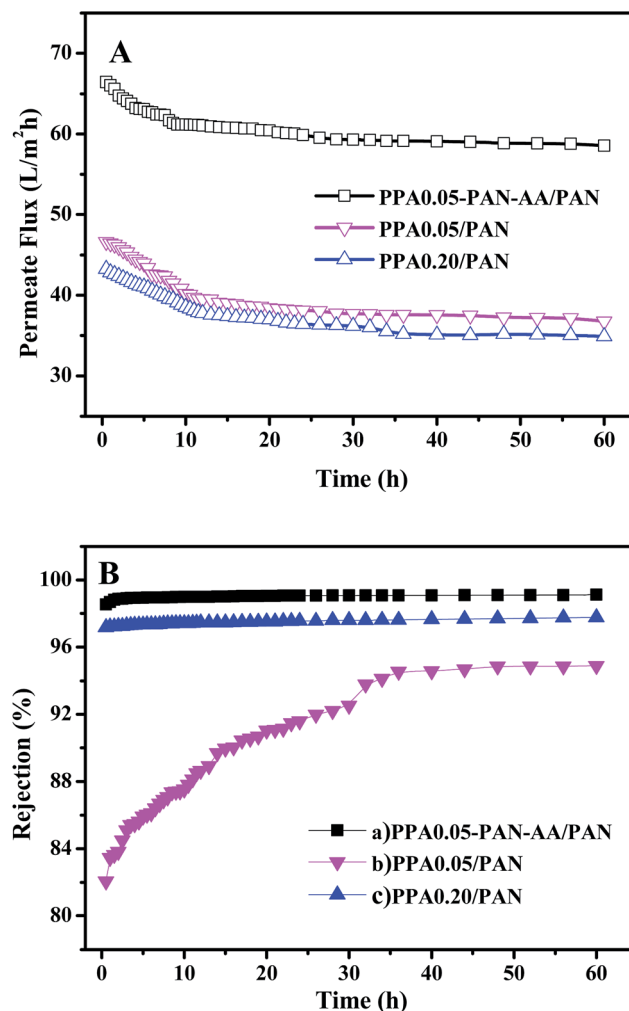 A
70
60
50
40
30
Permeate Flux (L/m²h)
PPA0.05-PAN-AA/PAN
PPA0.05/PAN
PPA0.20/PAN
0 10 20 30 40 50 60
Time (h)
B
100
96
92
88
84
80
Rejection (%)
a)PPA0.05-PAN-AA/PAN
b)PPA0.05/PAN
c)PPA0.20/PAN
0 10 20 30 40 50 60
Time (h)